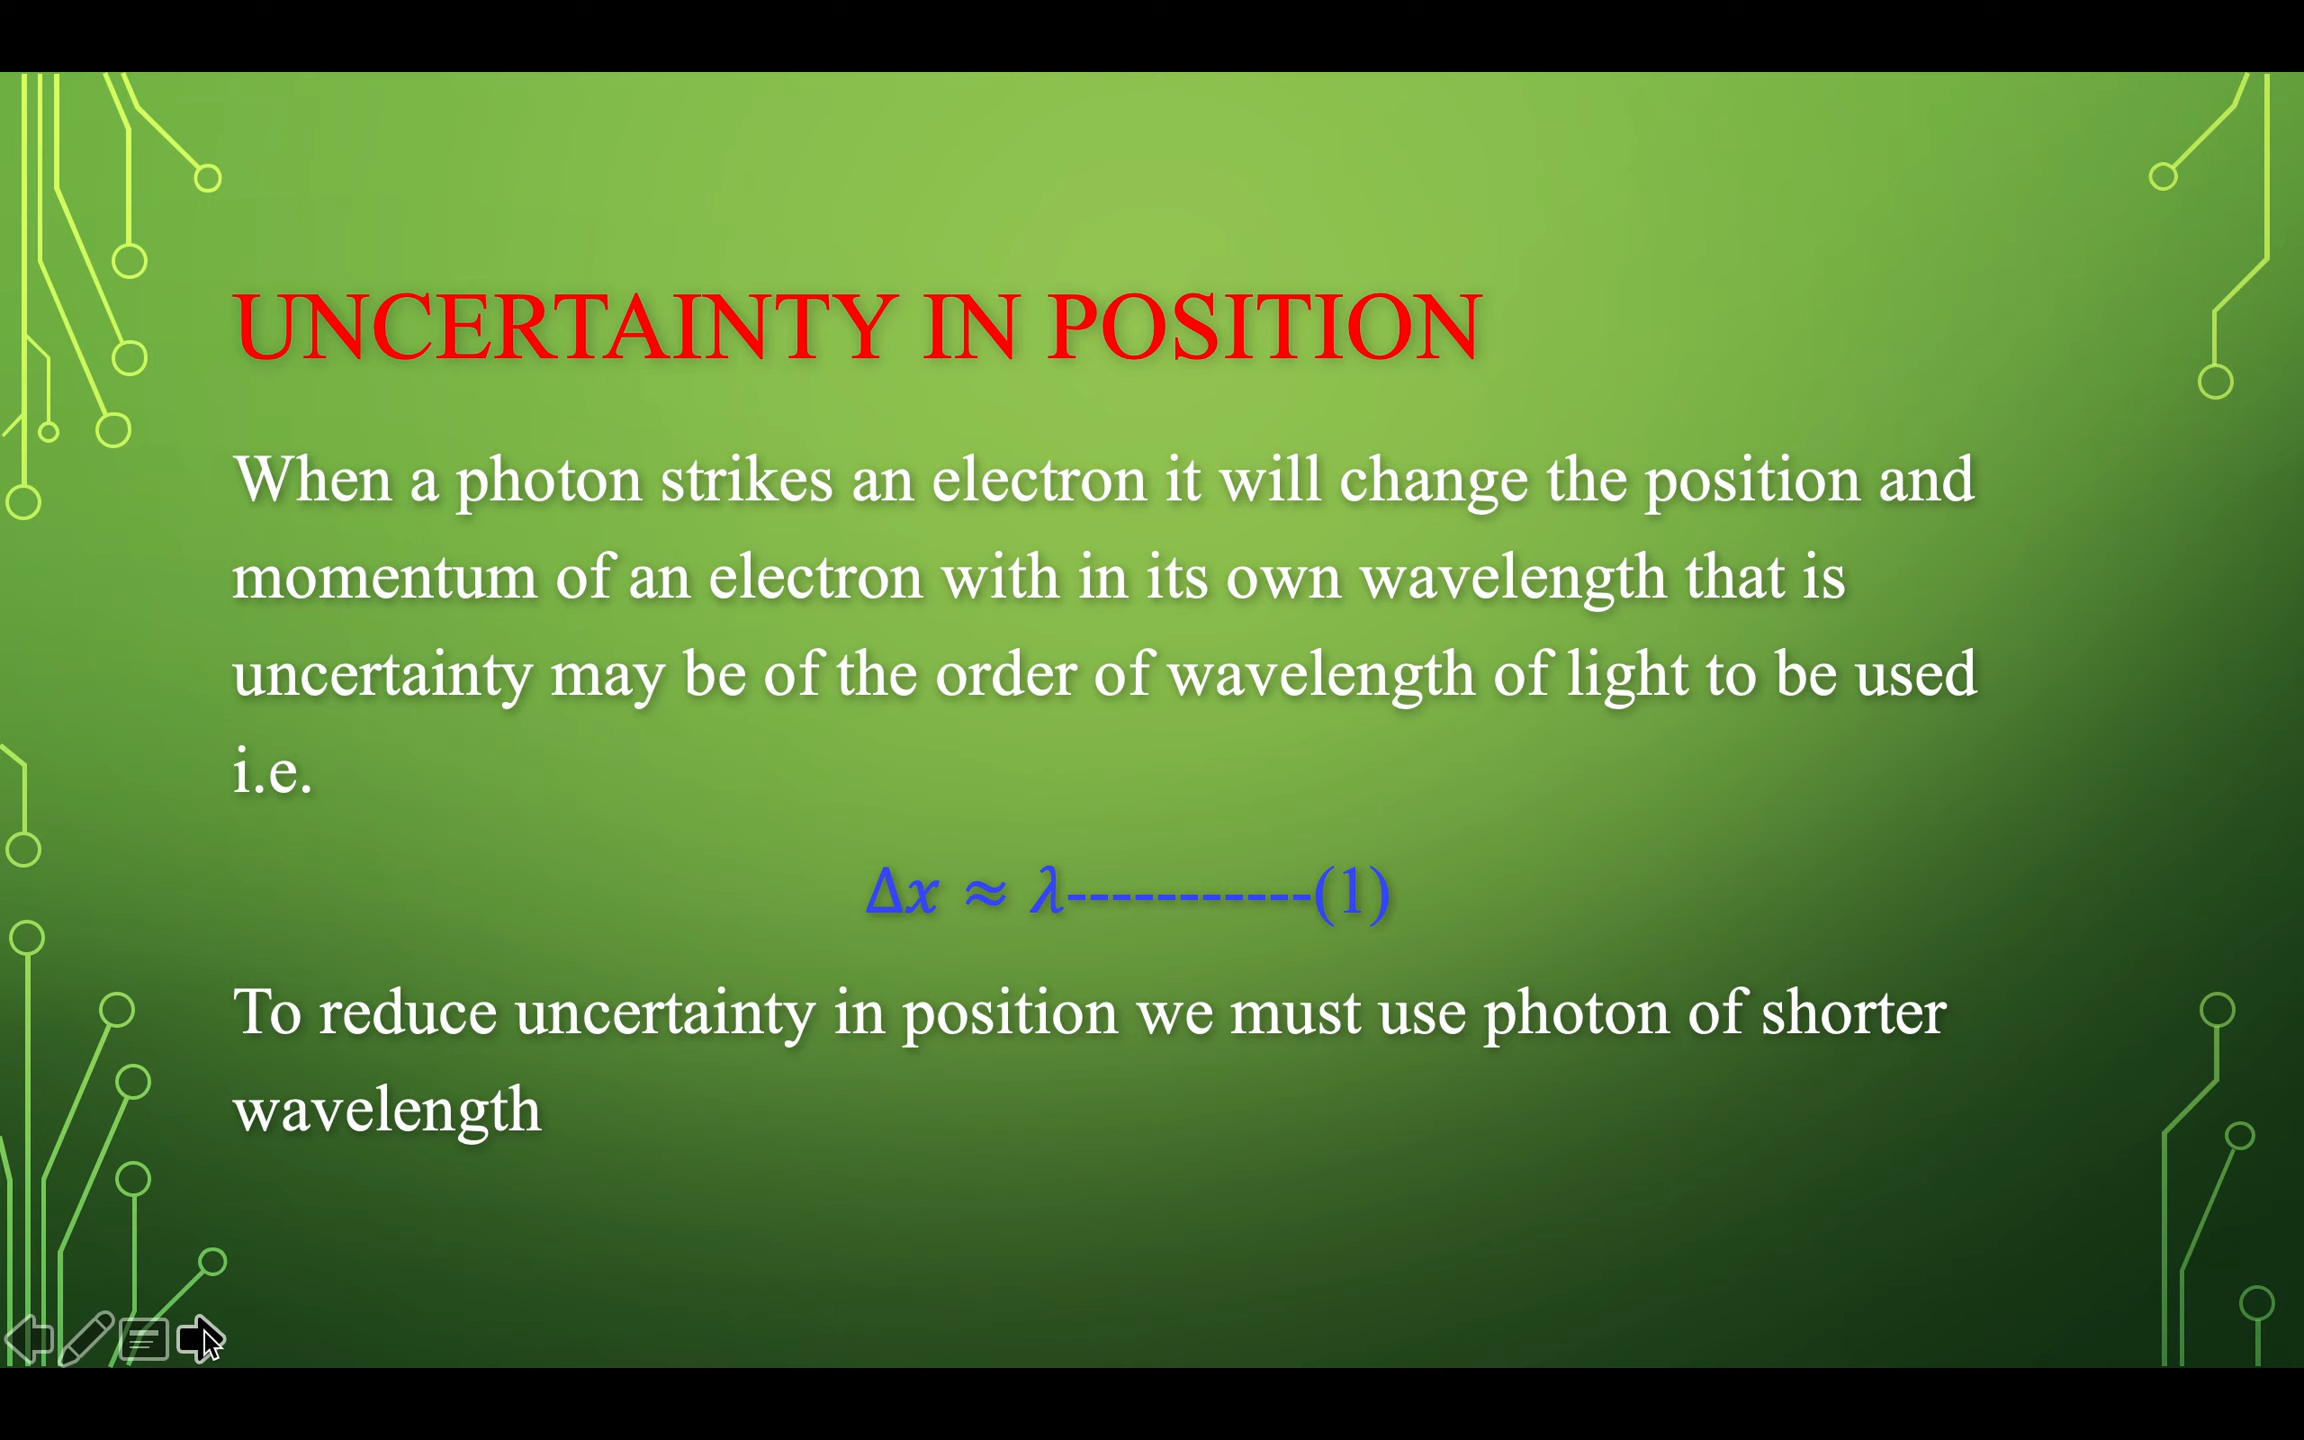 UNCERTAINTY IN POSITION
When a photon strikes an electron it will change the position and
momentum of an electron with in its own wavelength that is
uncertainty may be of the order of wavelength of light to be used
i.e.
Δx ≈ λ-----------(1)
To reduce uncertainty in position we must use photon of shorter
wavelength